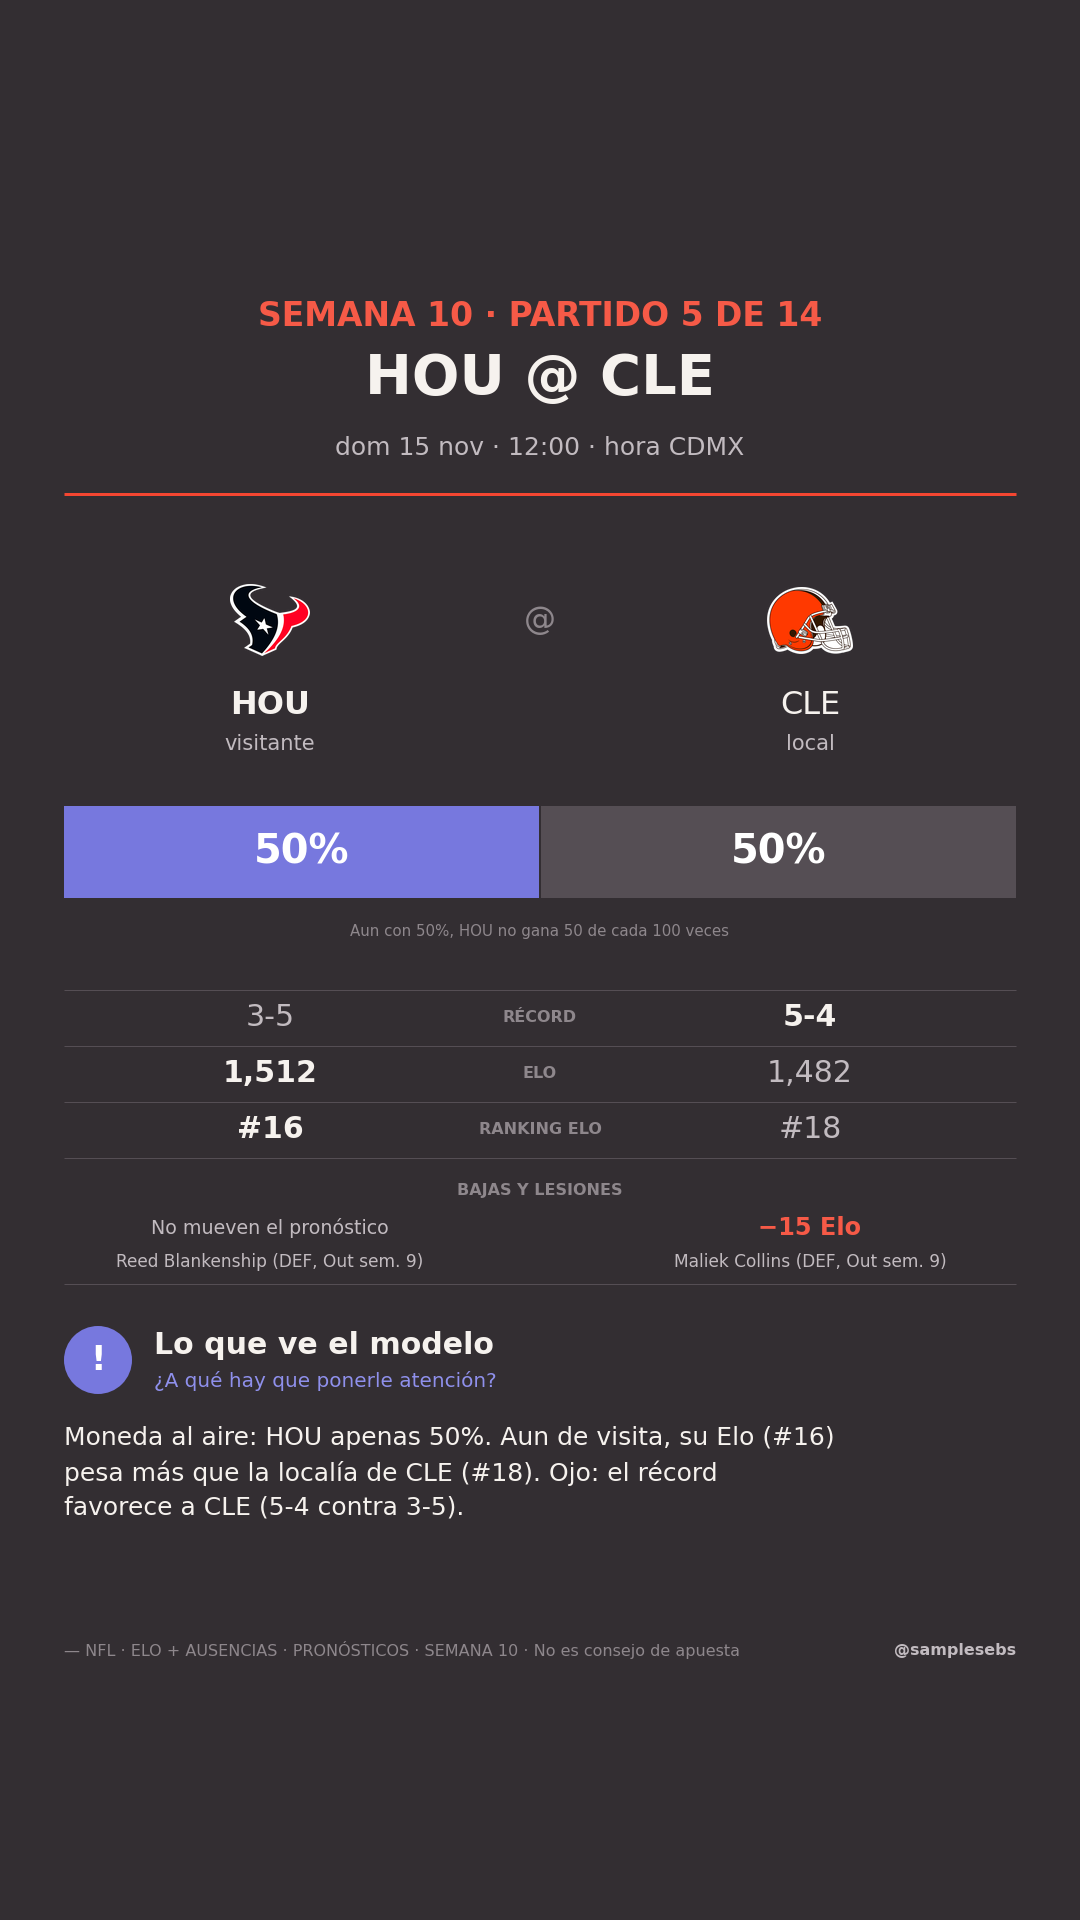 SEMANA 10 · PARTIDO 5 DE 14
HOU @ CLE
dom 15 nov · 12:00 · hora CDMX
@
HOU
CLE
visitante
local
50%
50%
Aun con 50%, HOU no gana 50 de cada 100 veces
3-5 RÉCORD 5-4
1,512 ELO 1,482
#16 RANKING ELO #18
BAJAS Y LESIONES
No mueven el pronóstico
−15 Elo
Reed Blankenship (DEF, Out sem. 9)
Maliek Collins (DEF, Out sem. 9)
!
Lo que ve el modelo
¿A qué hay que ponerle atención?
Moneda al aire: HOU apenas 50%. Aun de visita, su Elo (#16)
pesa más que la localía de CLE (#18). Ojo: el récord
favorece a CLE (5-4 contra 3-5).
— NFL · ELO + AUSENCIAS · PRONÓSTICOS · SEMANA 10 · No es consejo de apuesta
@samplesebs